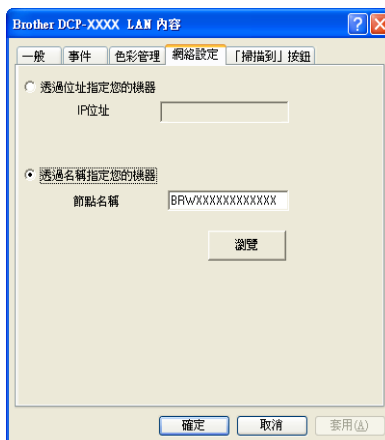 Brother DCP-XXXX LAN 內容
一般 事件 色彩管理 網絡設定 「掃描到」按鈕
透過位址指定您的機器
IP位址
透過名稱指定您的機器
節點名稱 BRWXXXXXXXXXXXX
瀏覽
確定 取消 套用(A)